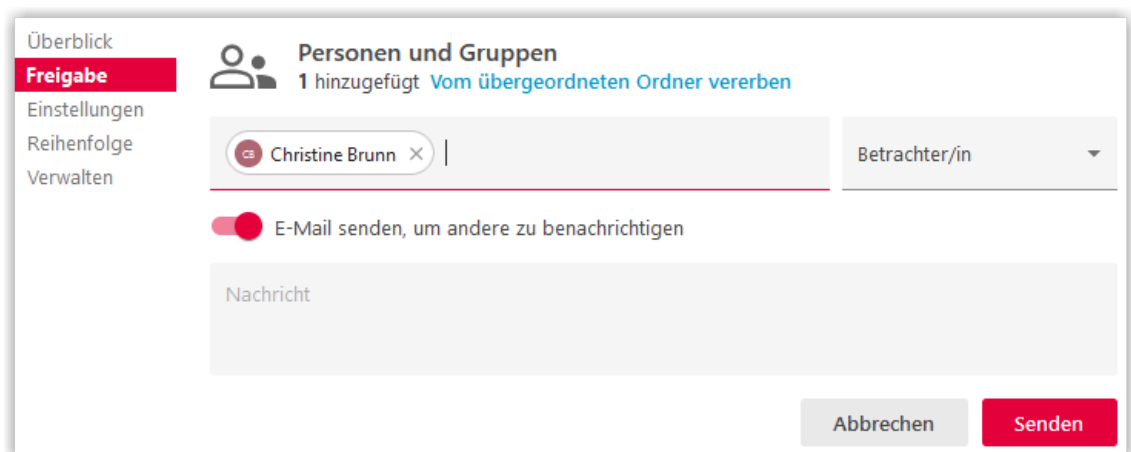 Überblick
Freigabe
Einstellungen
Reihenfolge
Verwalten
Personen und Gruppen
1 hinzugefügt Vom übergeordneten Ordner vererben
CB Christine Brunn
Betrachter/in
E-Mail senden, um andere zu benachrichtigen
Nachricht
Abbrechen
Senden